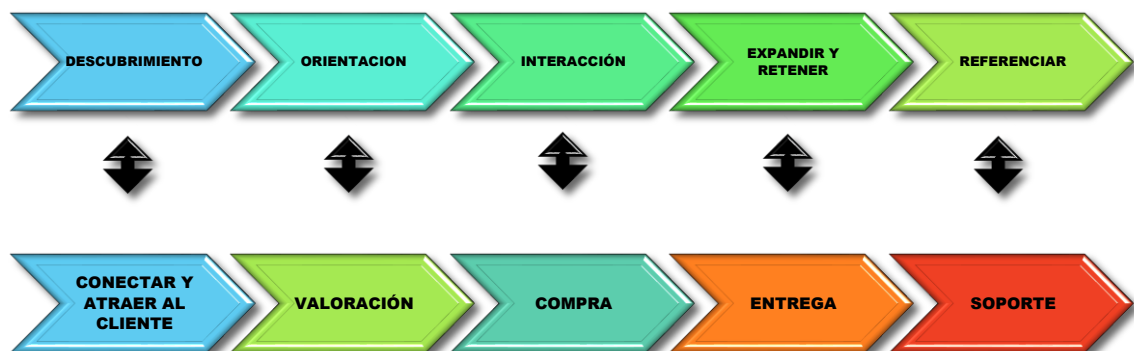 DESCUBRIMIENTO
ORIENTACION
INTERACCIÓN
EXPANDIR Y
RETENER
REFERENCIAR
CONECTAR Y
ATRAER AL
CLIENTE
VALORACIÓN
COMPRA
ENTREGA
SOPORTE